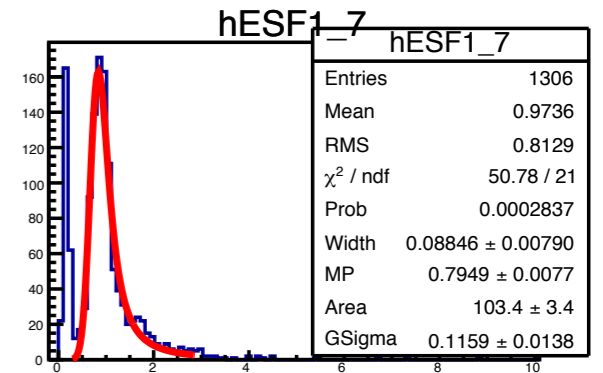 hESF1_7
hESF1_7
Entries 1306
Mean 0.9736
RMS 0.8129
χ² / ndf 50.78 / 21
Prob 0.0002837
Width 0.08846 ± 0.00790
MP 0.7949 ± 0.0077
Area 103.4 ± 3.4
GSigma 0.1159 ± 0.0138
160
140
120
100
80
60
40
20
0
0 2 4 6 8 10